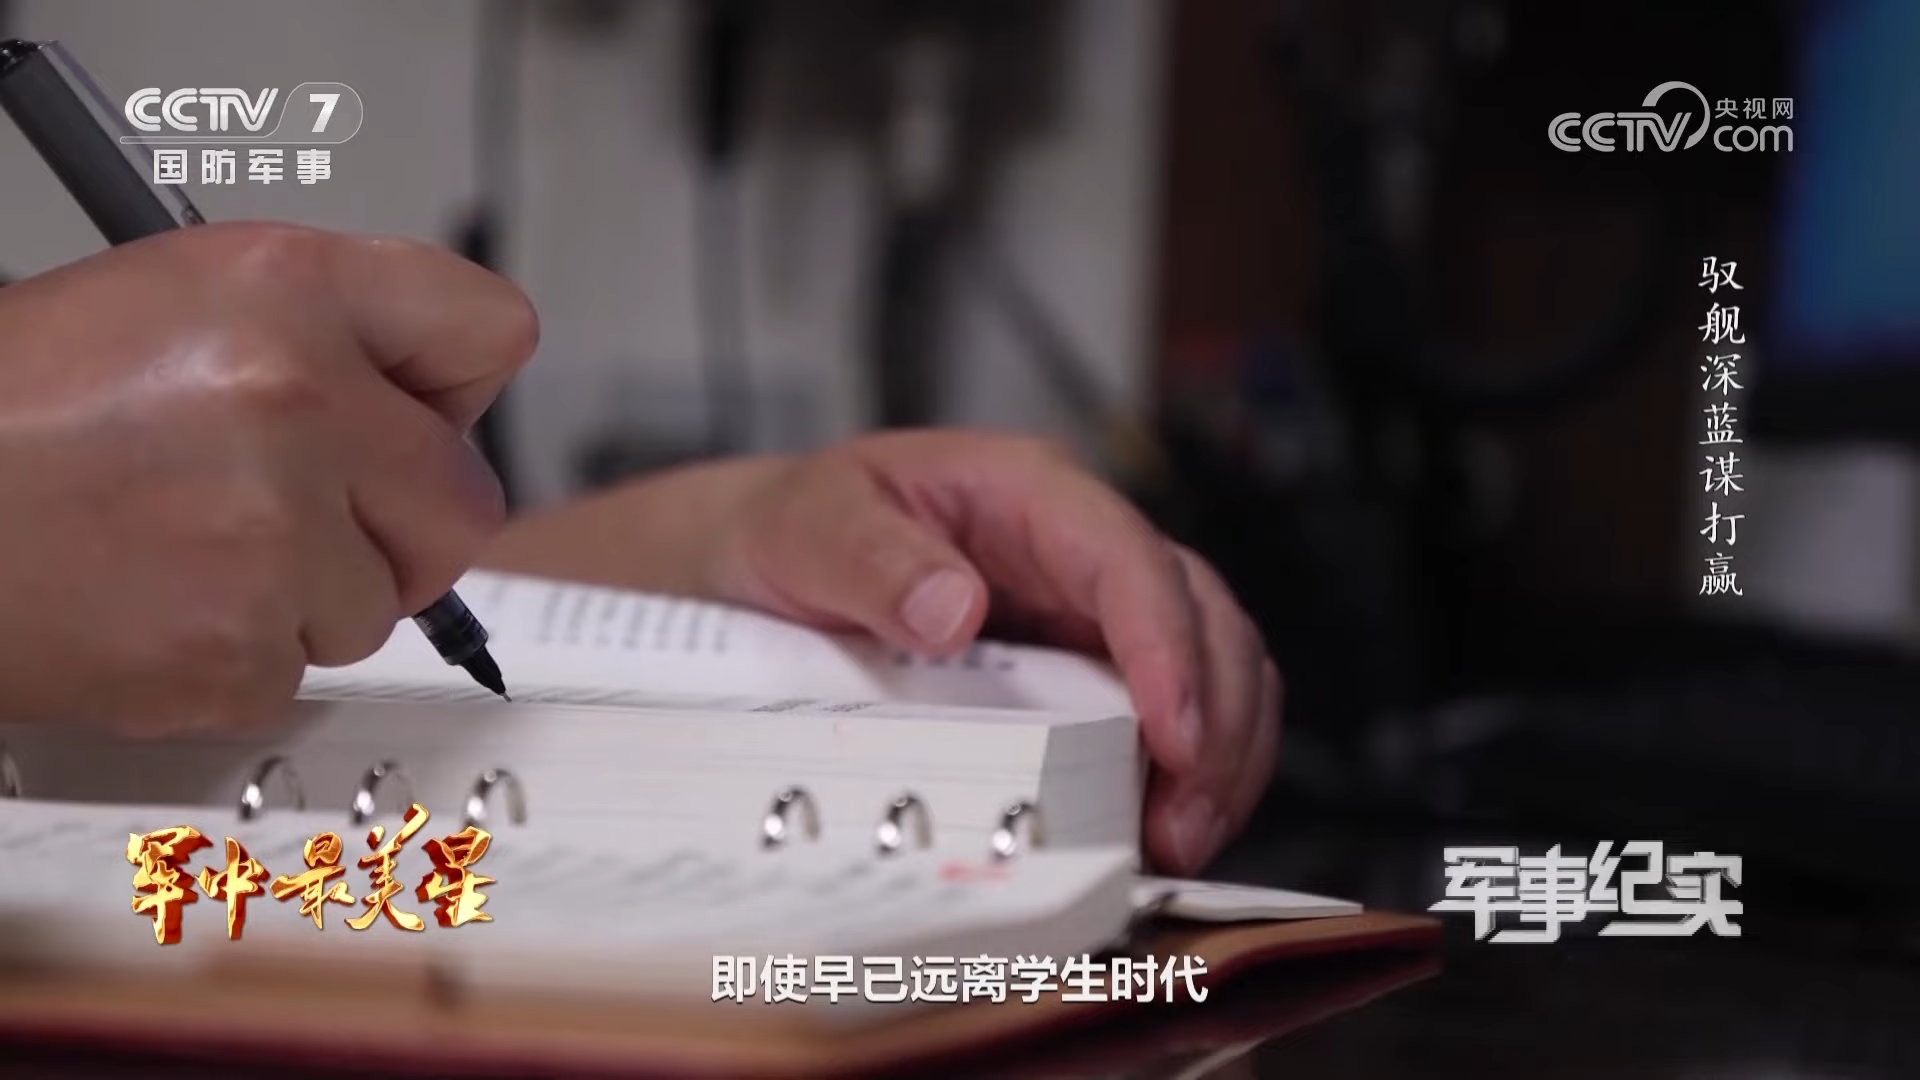 CCTV 7
国防军事
CCTV 央视网
com
驭舰深蓝谋打赢
军中最美星
军事纪实
即使早已远离学生时代